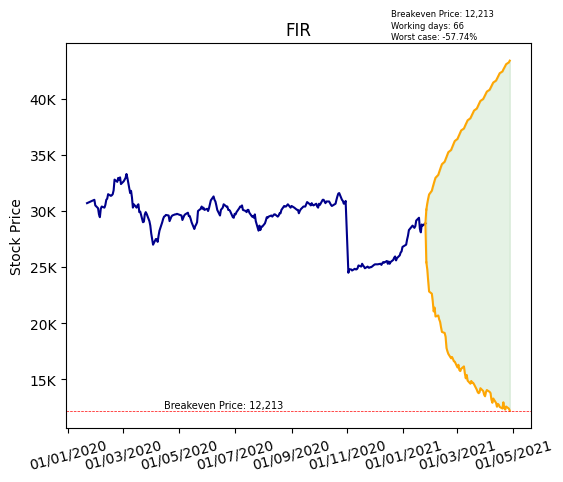 Breakeven Price: 12,213
Working days: 66
Worst case: -57.74%
FIR
Stock Price
40K
35K
30K
25K
20K
15K
Breakeven Price: 12,213
01/01/2020
01/03/2020
01/05/2020
01/07/2020
01/09/2020
01/11/2020
01/01/2021
01/03/2021
01/05/2021